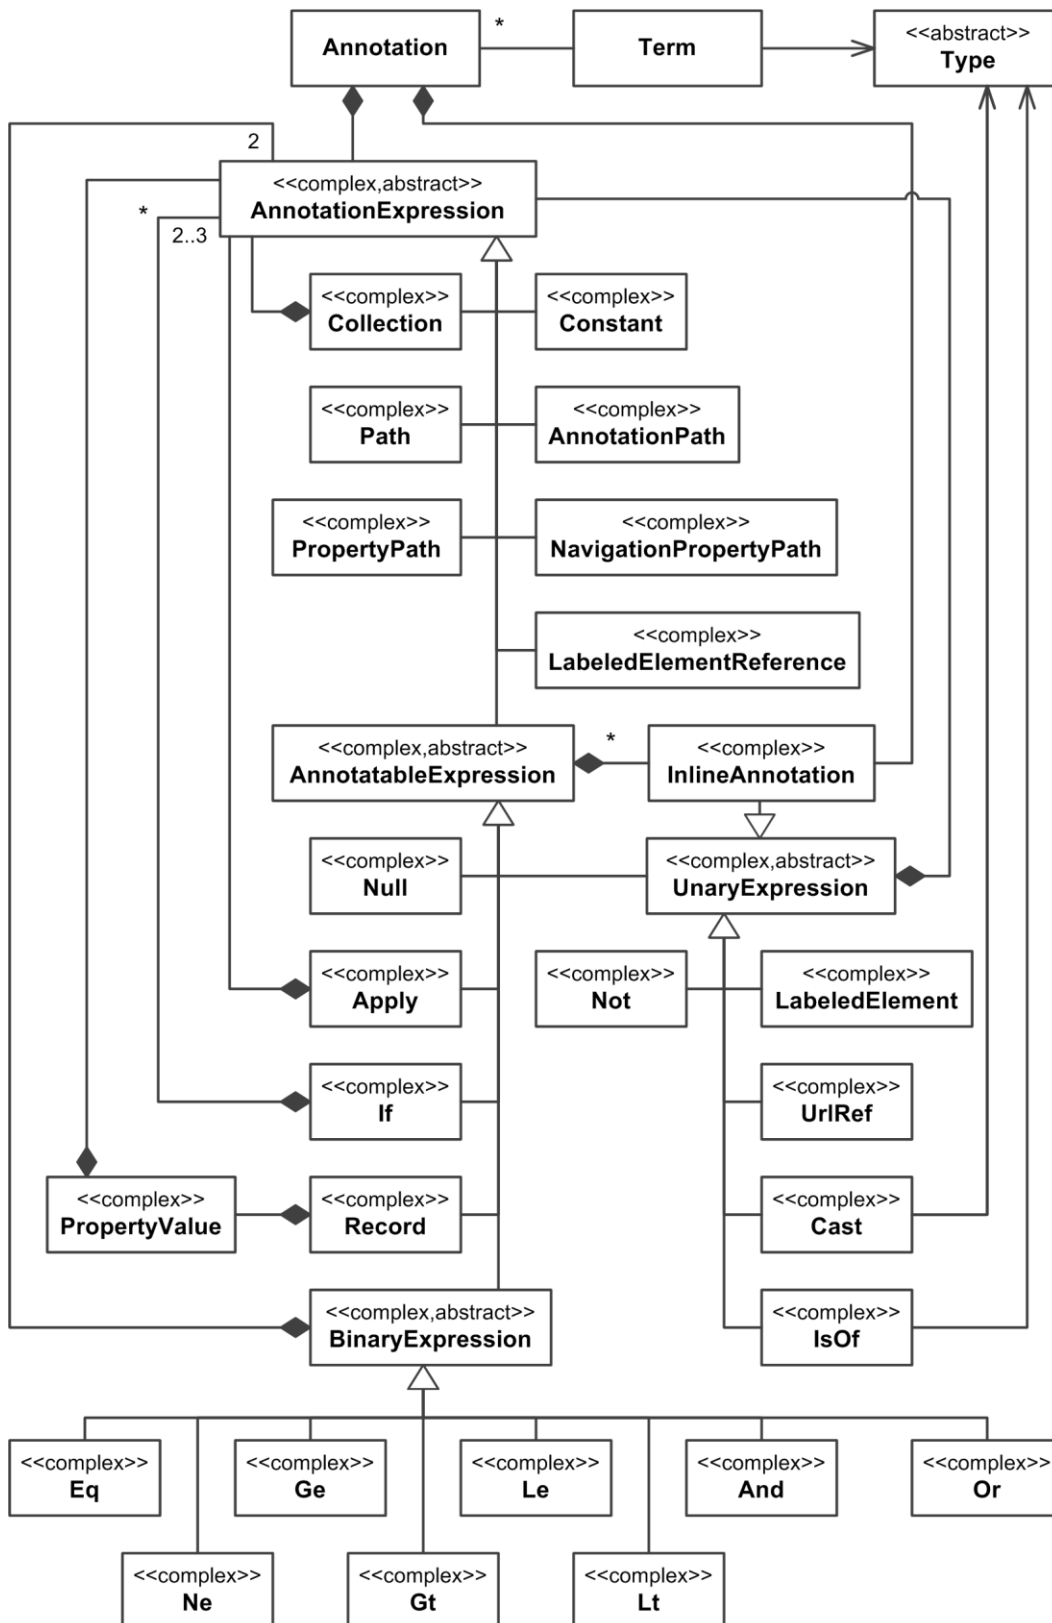 Annotation
*
Term
<<abstract>>
Type
2
<<complex,abstract>>
AnnotationExpression
*
2..3
<<complex>>
Collection
<<complex>>
Constant
<<complex>>
Path
<<complex>>
AnnotationPath
<<complex>>
PropertyPath
<<complex>>
NavigationPropertyPath
<<complex>>
LabeledElementReference
<<complex,abstract>>
AnnotatableExpression
*
<<complex>>
InlineAnnotation
<<complex>>
Null
<<complex,abstract>>
UnaryExpression
<<complex>>
Apply
<<complex>>
Not
<<complex>>
LabeledElement
<<complex>>
If
<<complex>>
UrlRef
<<complex>>
PropertyValue
<<complex>>
Record
<<complex>>
Cast
<<complex,abstract>>
BinaryExpression
<<complex>>
IsOf
<<complex>>
Eq
<<complex>>
Ge
<<complex>>
Le
<<complex>>
And
<<complex>>
Or
<<complex>>
Ne
<<complex>>
Gt
<<complex>>
Lt